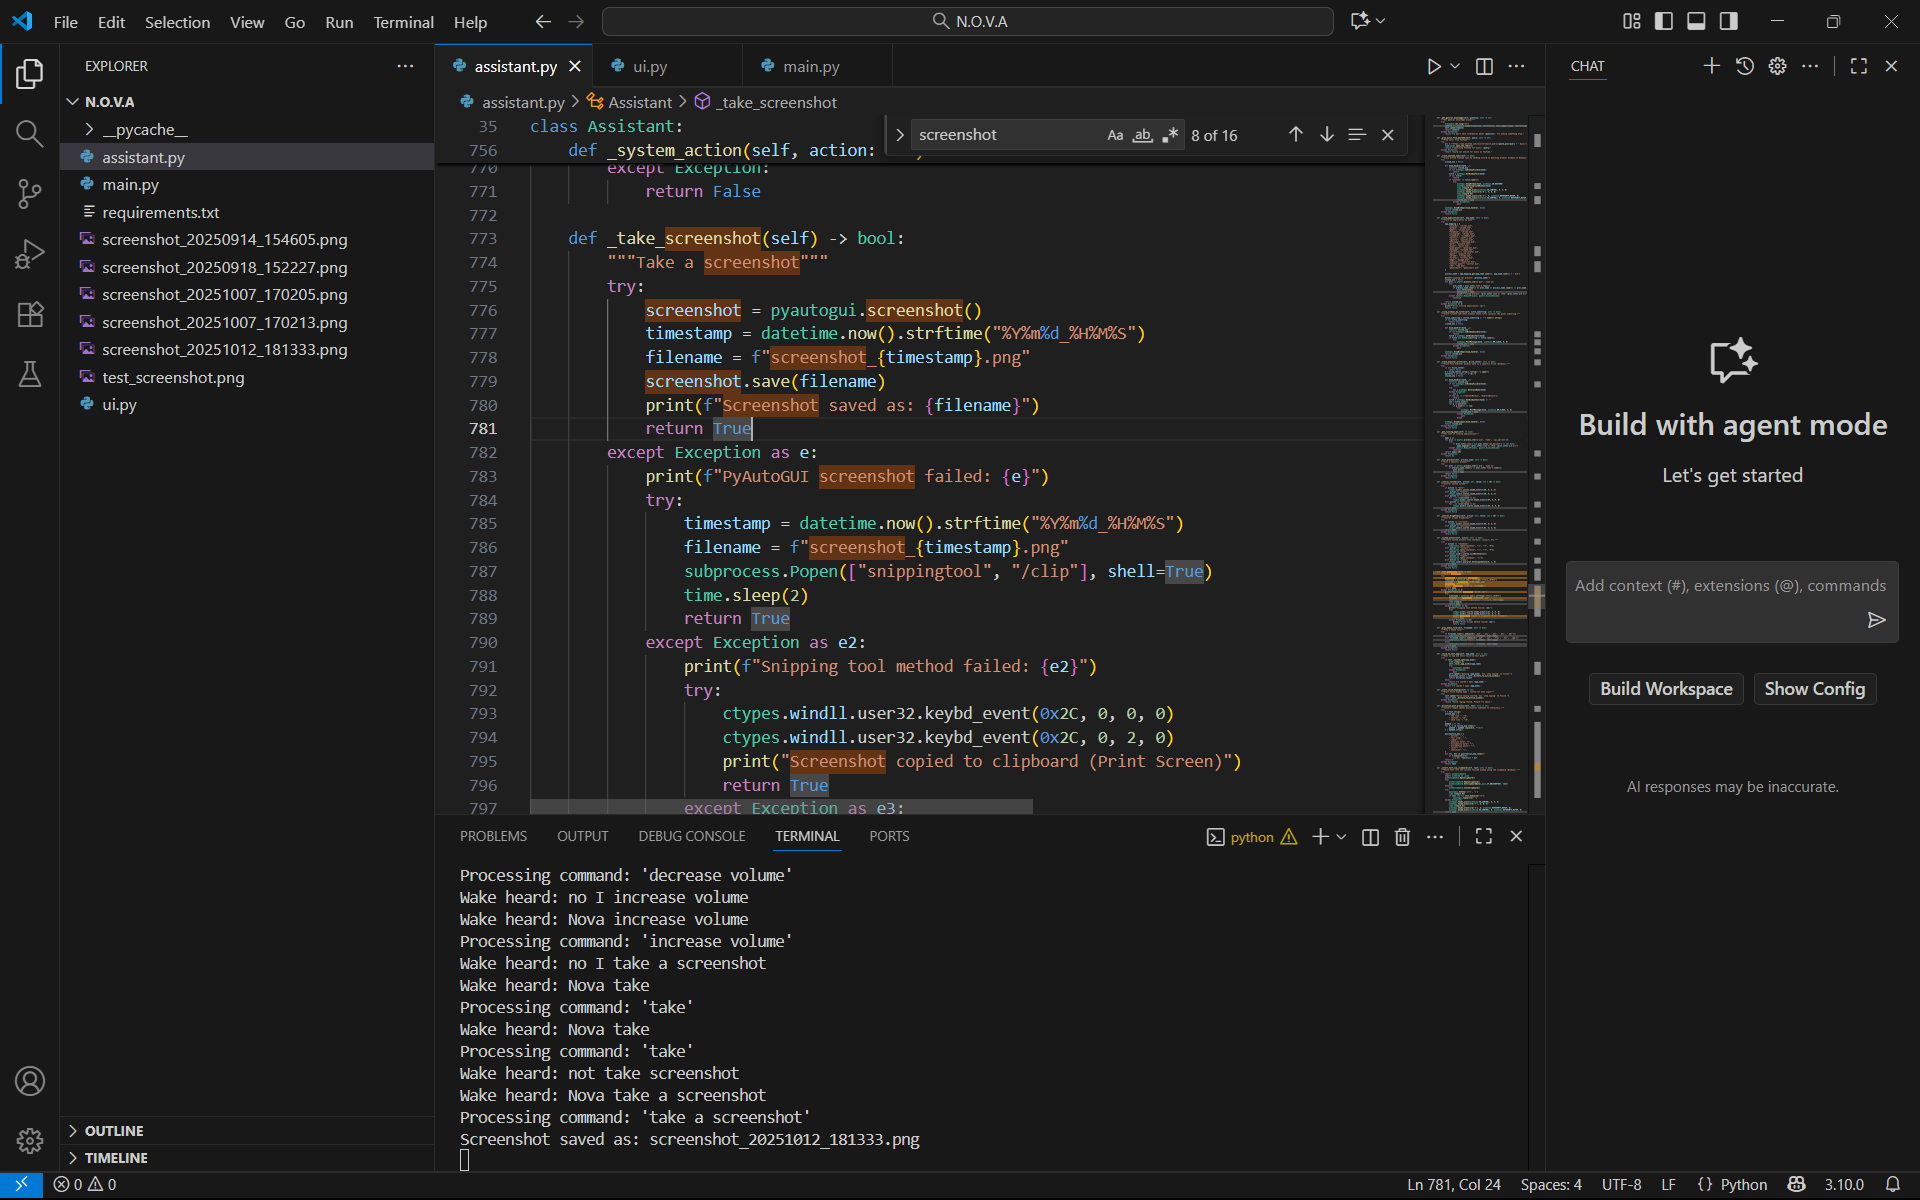 File Edit Selection View Go Run Terminal Help
N.O.V.A
EXPLORER
N.O.V.A
__pycache__
assistant.py
main.py
requirements.txt
screenshot_20250914_154605.png
screenshot_20250918_152227.png
screenshot_20251007_170205.png
screenshot_20251007_170213.png
screenshot_20251012_181333.png
test_screenshot.png
ui.py
OUTLINE
TIMELINE
assistant.py ui.py main.py
assistant.py > Assistant > _take_screenshot
screenshot Aa ab 8 of 16
35 class Assistant:
756 def _system_action(self, action:
770 except Exception:
771 return False
772
773 def _take_screenshot(self) -> bool:
774 """Take a screenshot"""
775 try:
776 screenshot = pyautogui.screenshot()
777 timestamp = datetime.now().strftime("%Y%m%d_%H%M%S")
778 filename = f"screenshot_{timestamp}.png"
779 screenshot.save(filename)
780 print(f"Screenshot saved as: {filename}")
781 return True
782 except Exception as e:
783 print(f"PyAutoGUI screenshot failed: {e}")
784 try:
785 timestamp = datetime.now().strftime("%Y%m%d_%H%M%S")
786 filename = f"screenshot_{timestamp}.png"
787 subprocess.Popen(["snippingtool", "/clip"], shell=True)
788 time.sleep(2)
789 return True
790 except Exception as e2:
791 print(f"Snipping tool method failed: {e2}")
792 try:
793 ctypes.windll.user32.keybd_event(0x2C, 0, 0, 0)
794 ctypes.windll.user32.keybd_event(0x2C, 0, 2, 0)
795 print("Screenshot copied to clipboard (Print Screen)")
796 return True
797 except Exception as e3:
PROBLEMS OUTPUT DEBUG CONSOLE TERMINAL PORTS
python
Processing command: 'decrease volume'
Wake heard: no I increase volume
Wake heard: Nova increase volume
Processing command: 'increase volume'
Wake heard: no I take a screenshot
Wake heard: Nova take
Processing command: 'take'
Wake heard: Nova take
Processing command: 'take'
Wake heard: not take screenshot
Wake heard: Nova take a screenshot
Processing command: 'take a screenshot'
Screenshot saved as: screenshot_20251012_181333.png
CHAT
Build with agent mode
Let's get started
Add context (#), extensions (@), commands
Build Workspace Show Config
AI responses may be inaccurate.
0 0
Ln 781, Col 24 Spaces: 4 UTF-8 LF {} Python 3.10.0